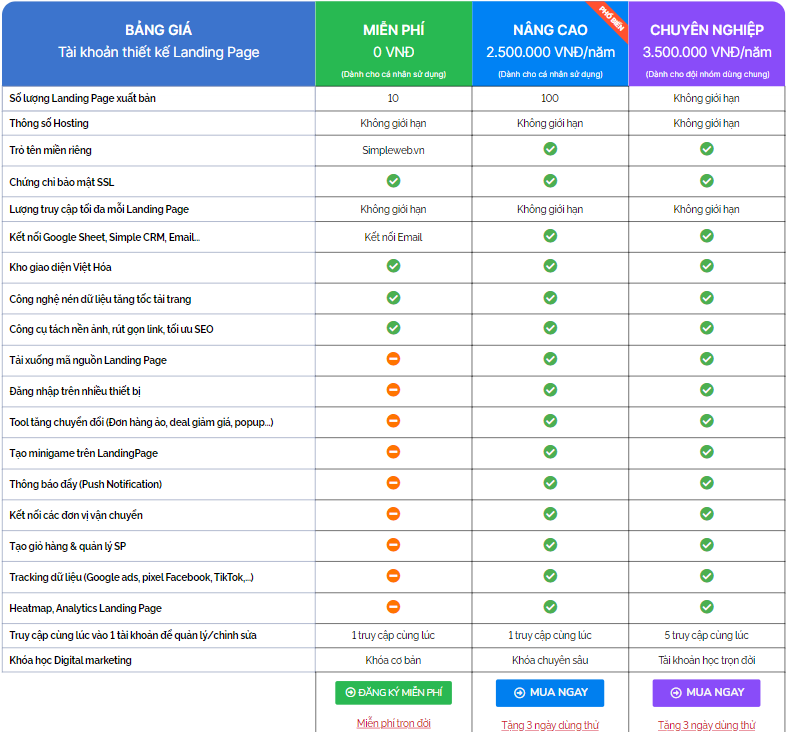 BẢNG GIÁ
Tài khoản thiết kế Landing Page
MIỄN PHÍ
0 VNĐ
(Dành cho cá nhân sử dụng)
NÂNG CAO
2.500.000 VNĐ/năm
(Dành cho cá nhân sử dụng)
PHỔ BIẾN
CHUYÊN NGHIỆP
3.500.000 VNĐ/năm
(Dành cho đội nhóm dùng chung)
Số lượng Landing Page xuất bản 10 100 Không giới hạn
Thông số Hosting Không giới hạn Không giới hạn Không giới hạn
Trỏ tên miền riêng Simpleweb.vn
Chứng chỉ bảo mật SSL
Lượng truy cập tối đa mỗi Landing Page Không giới hạn Không giới hạn Không giới hạn
Kết nối Google Sheet, Simple CRM, Email... Kết nối Email
Kho giao diện Việt Hóa
Công nghệ nén dữ liệu tăng tốc tải trang
Công cụ tách nền ảnh, rút gọn link, tối ưu SEO
Tải xuống mã nguồn Landing Page
Đăng nhập trên nhiều thiết bị
Tool tăng chuyển đổi (Đơn hàng ảo, deal giảm giá, popup...)
Tạo minigame trên LandingPage
Thông báo đẩy (Push Notification)
Kết nối các đơn vị vận chuyển
Tạo giỏ hàng & quản lý SP
Tracking dữ liệu (Google ads, pixel Facebook, TikTok,...)
Heatmap, Analytics Landing Page
Truy cập cùng lúc vào 1 tài khoản để quản lý/chỉnh sửa 1 truy cập cùng lúc 1 truy cập cùng lúc 5 truy cập cùng lúc
Khóa học Digital marketing Khóa cơ bản Khóa chuyên sâu Tài khoản học trọn đời
ĐĂNG KÝ MIỄN PHÍ MUA NGAY MUA NGAY
Miễn phí trọn đời Tặng 3 ngày dùng thử Tặng 3 ngày dùng thử